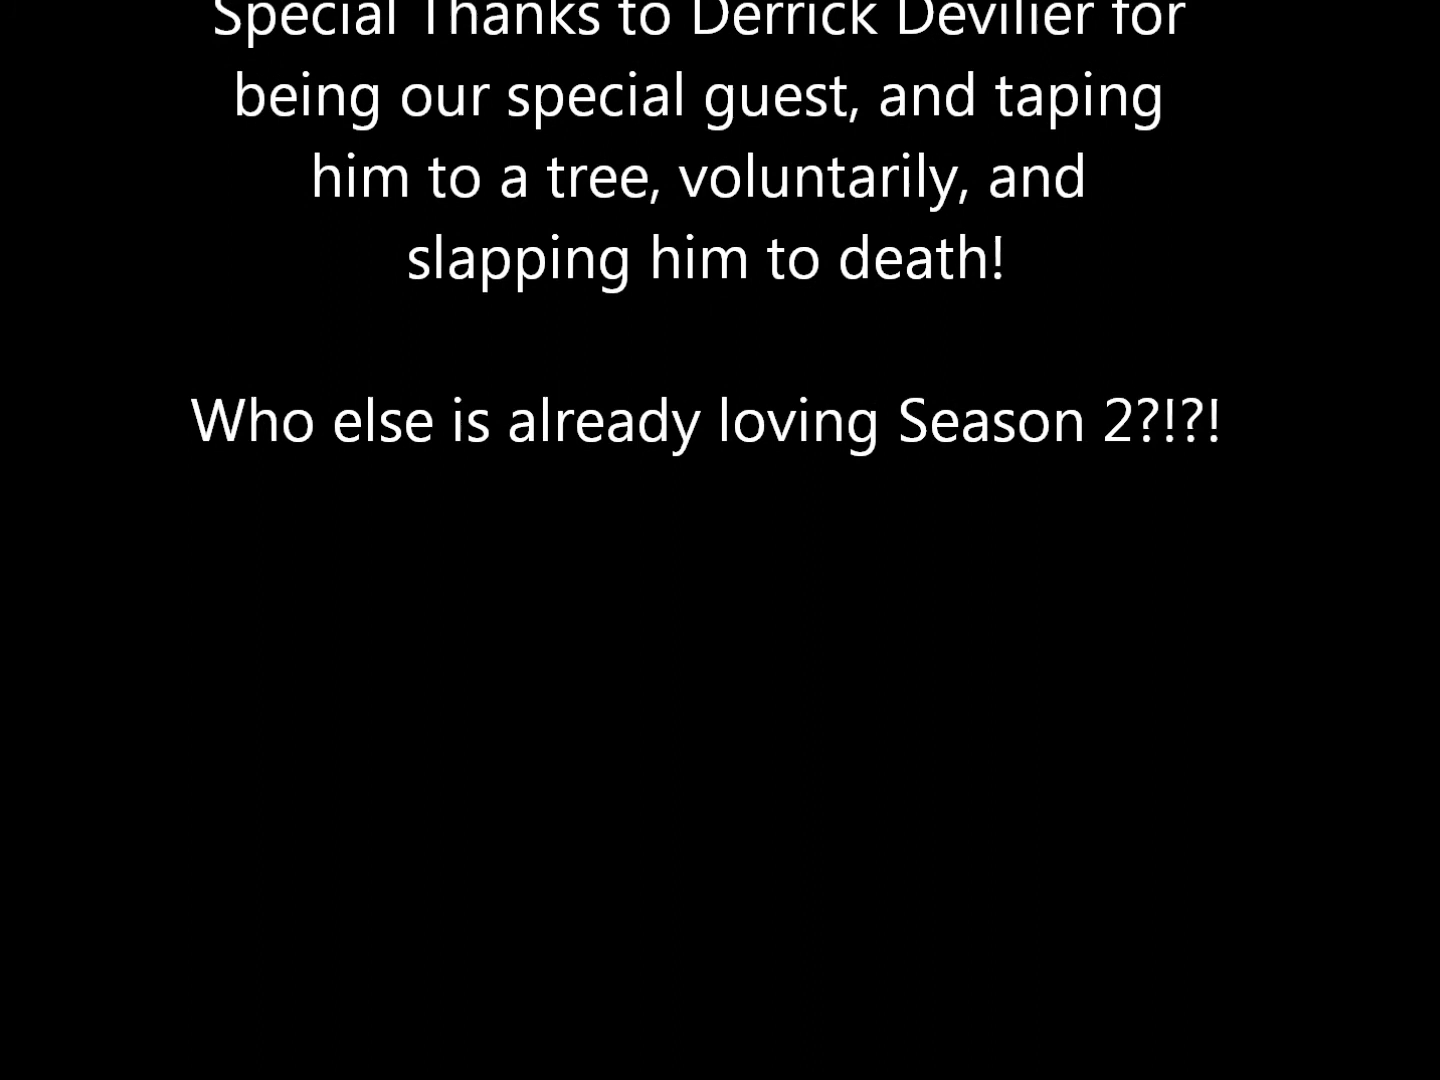 Special Thanks to Derrick Devilier for
being our special guest, and taping
him to a tree, voluntarily, and
slapping him to death!
Who else is already loving Season 2?!?!